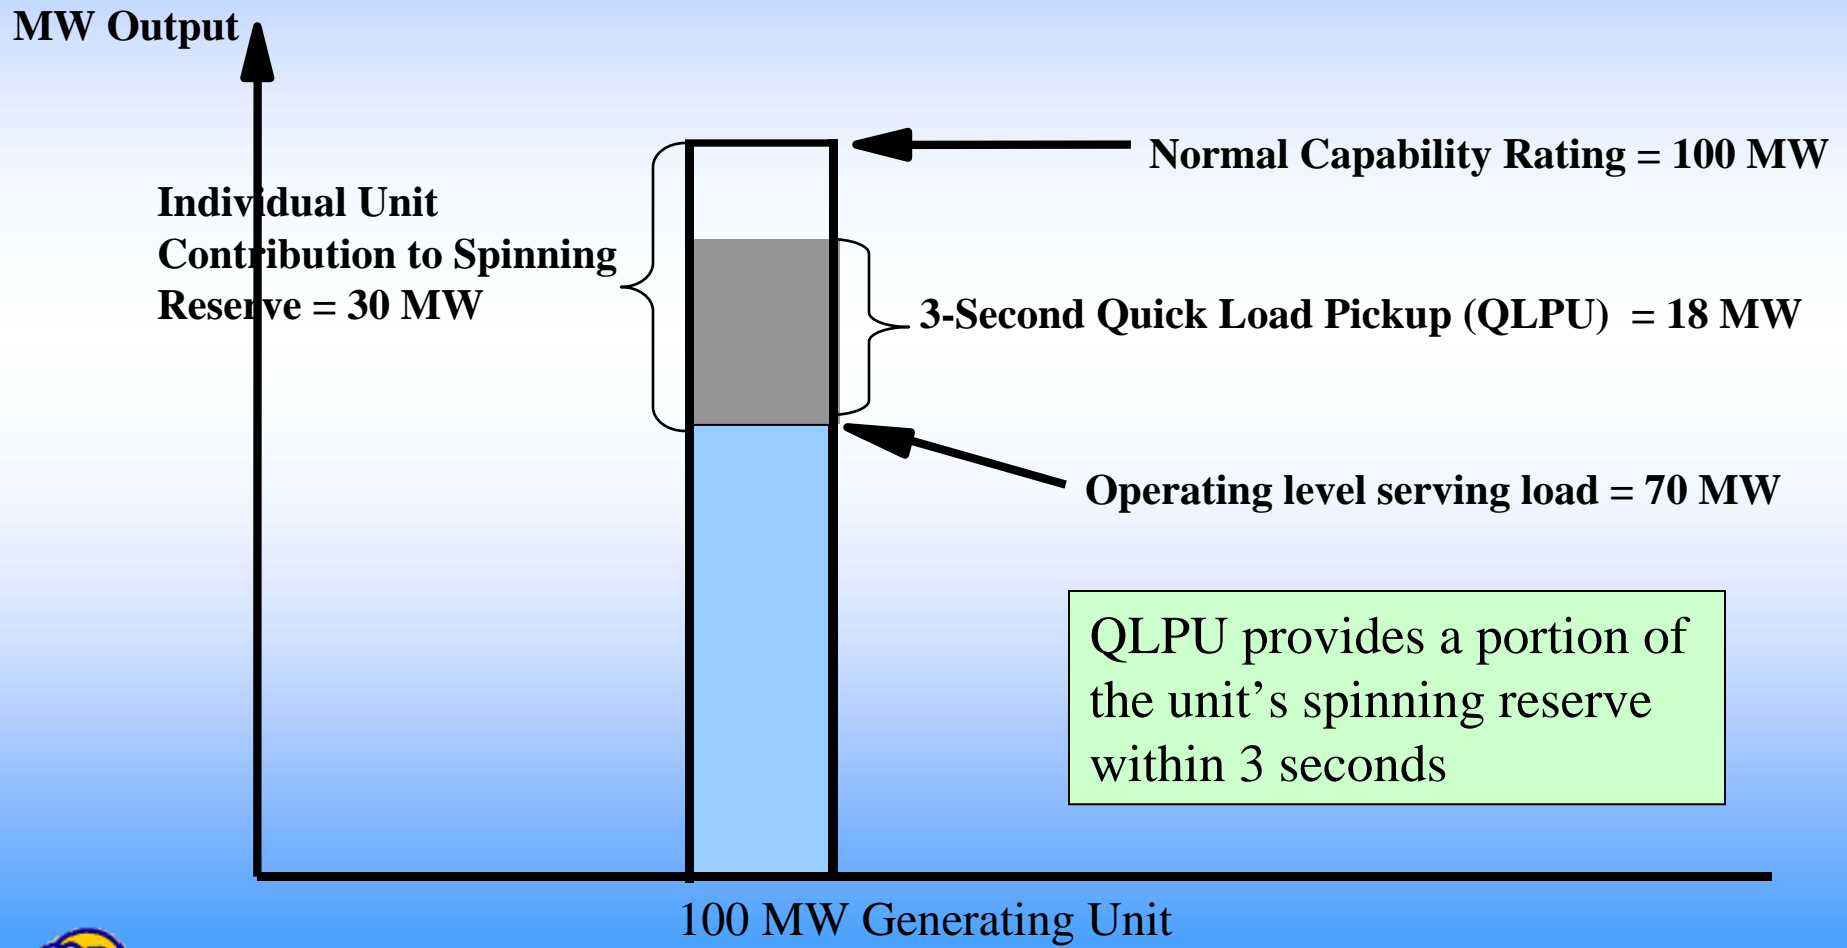 MW Output
Normal Capability Rating = 100 MW
Individual Unit
Contribution to Spinning
Reserve = 30 MW
3-Second Quick Load Pickup (QLPU) = 18 MW
Operating level serving load = 70 MW
QLPU provides a portion of
the unit's spinning reserve
within 3 seconds
100 MW Generating Unit